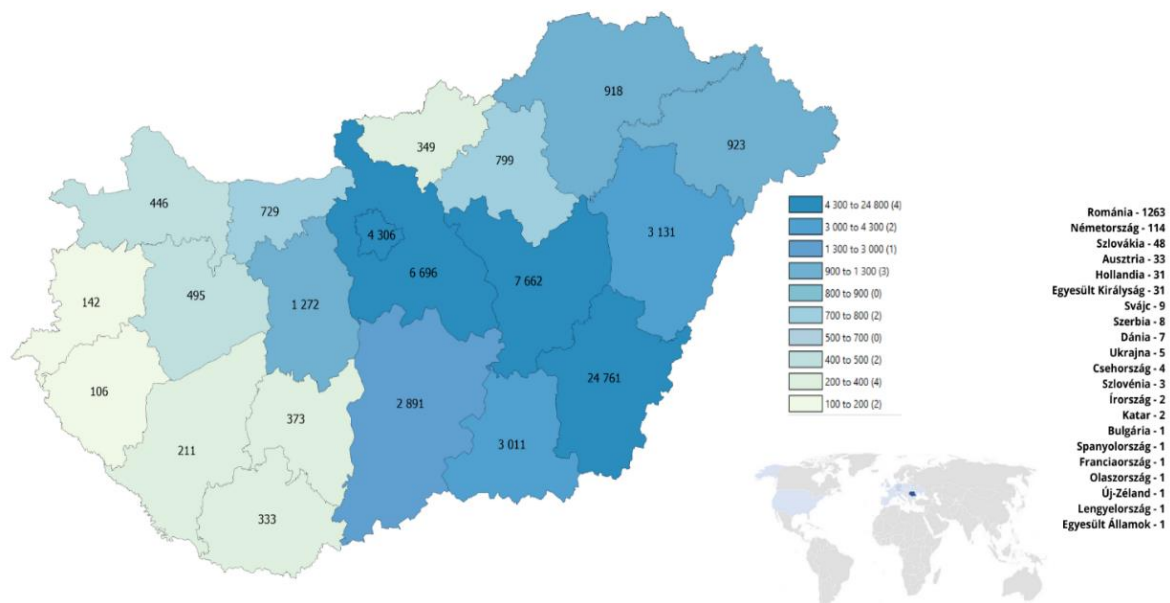 918
349
799
923
446
729
3 131
4 306
6 696
7 662
142
495
1 272
24 761
106
373
2 891
3 011
211
333
4 300 to 24 800 (4)
3 000 to 4 300 (2)
1 300 to 3 000 (1)
900 to 1 300 (3)
800 to 900 (0)
700 to 800 (2)
500 to 700 (0)
400 to 500 (2)
200 to 400 (4)
100 to 200 (2)
Románia - 1263
Németország - 114
Szlovákia - 48
Ausztria - 33
Hollandia - 31
Egyesült Királyság - 31
Svájc - 9
Szerbia - 8
Dánia - 7
Ukrajna - 5
Csehország - 4
Szlovénia - 3
Írország - 2
Katar - 2
Bulgária - 1
Spanyolország - 1
Franciaország - 1
Olaszország - 1
Új-Zéland - 1
Lengyelország - 1
Egyesült Államok - 1